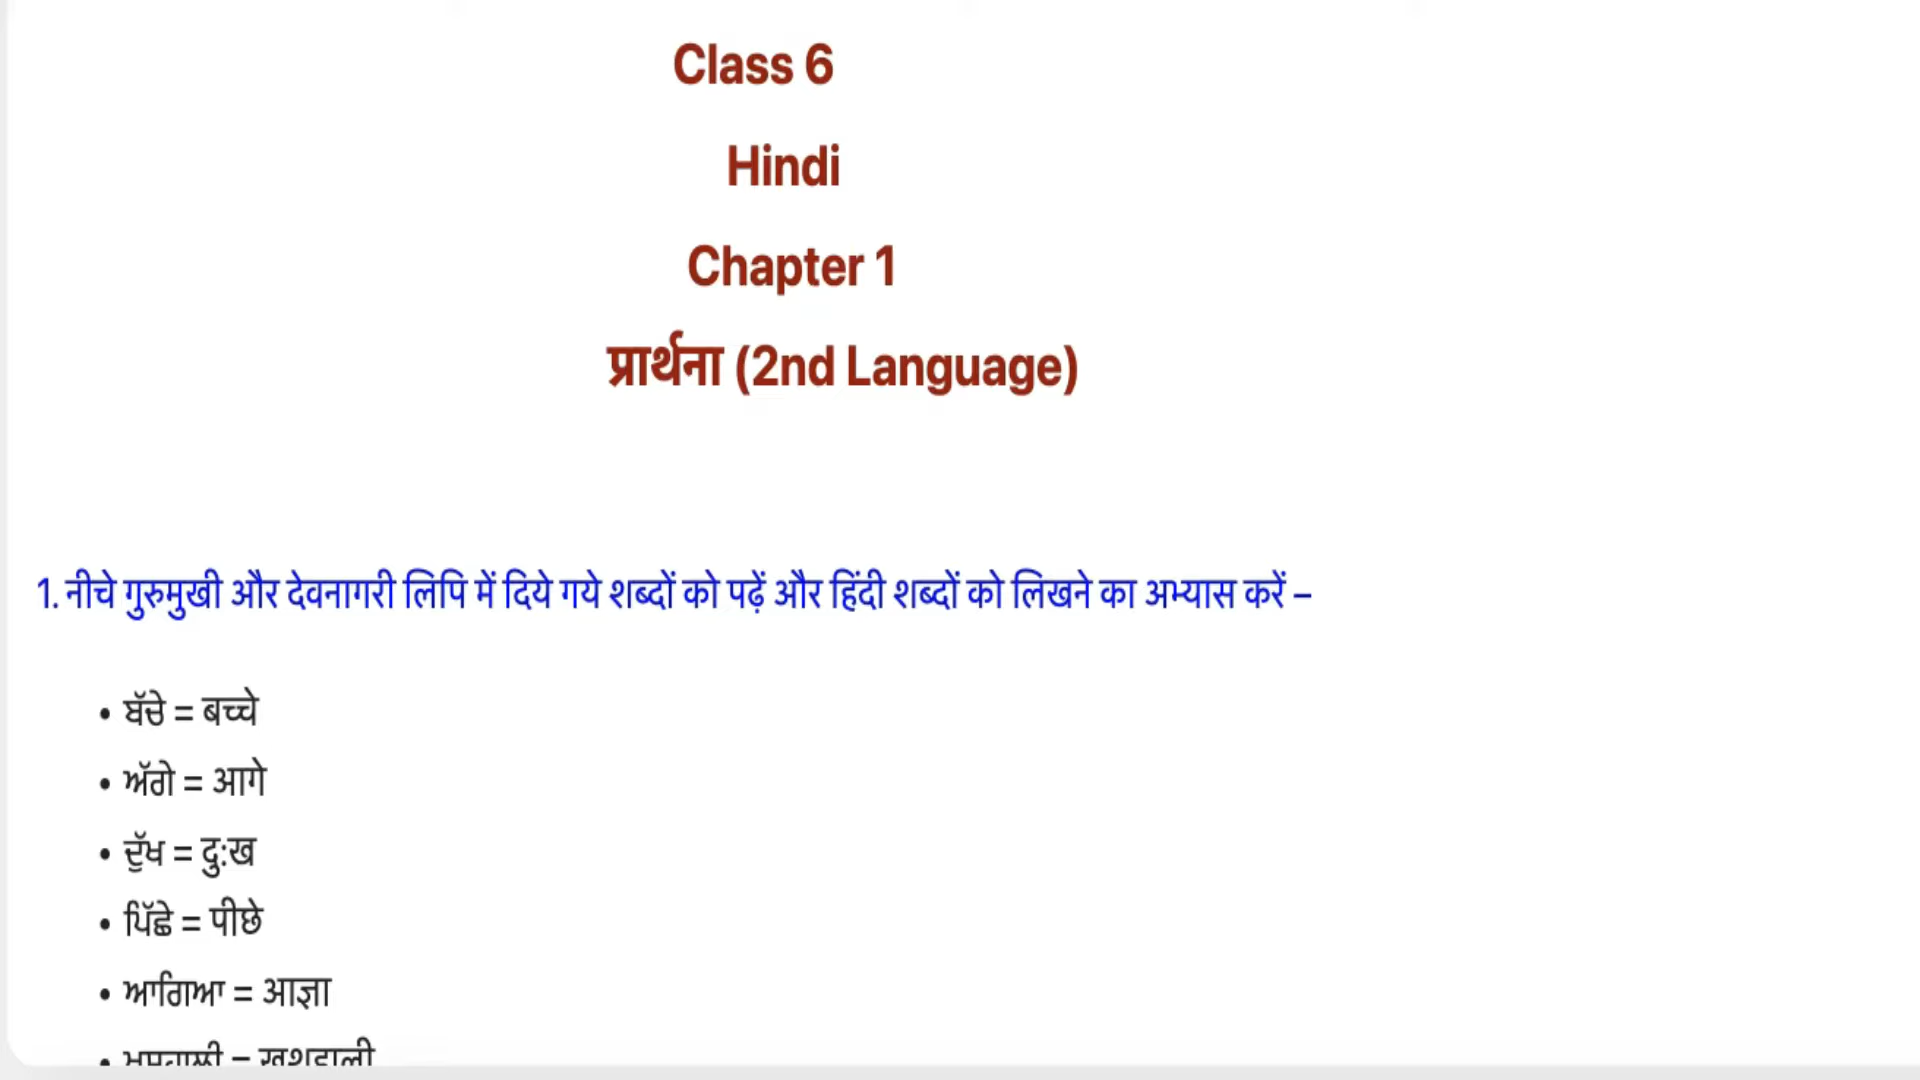 Class 6
Hindi
Chapter 1
प्रार्थना (2nd Language)
1. नीचे गुरुमुखी और देवनागरी लिपि में दिये गये शब्दों को पढ़ें और हिंदी शब्दों को लिखने का अभ्यास करें –
• ਬੱਚੇ = बच्चे
• ਅੱਗੇ = आगे
• ਦੁੱਖ = दु:ख
• ਪਿੱਛੇ = पीछे
• ਆਗਿਆ = आज्ञा